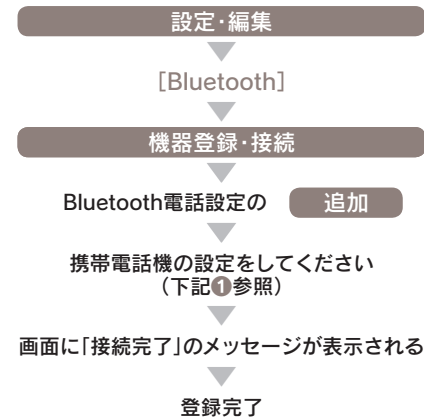 設定・編集
［Bluetooth］
機器登録・接続
Bluetooth電話設定の 追加
携帯電話機の設定をしてください
（下記❶参照）
画面に「接続完了」のメッセージが表示される
登録完了